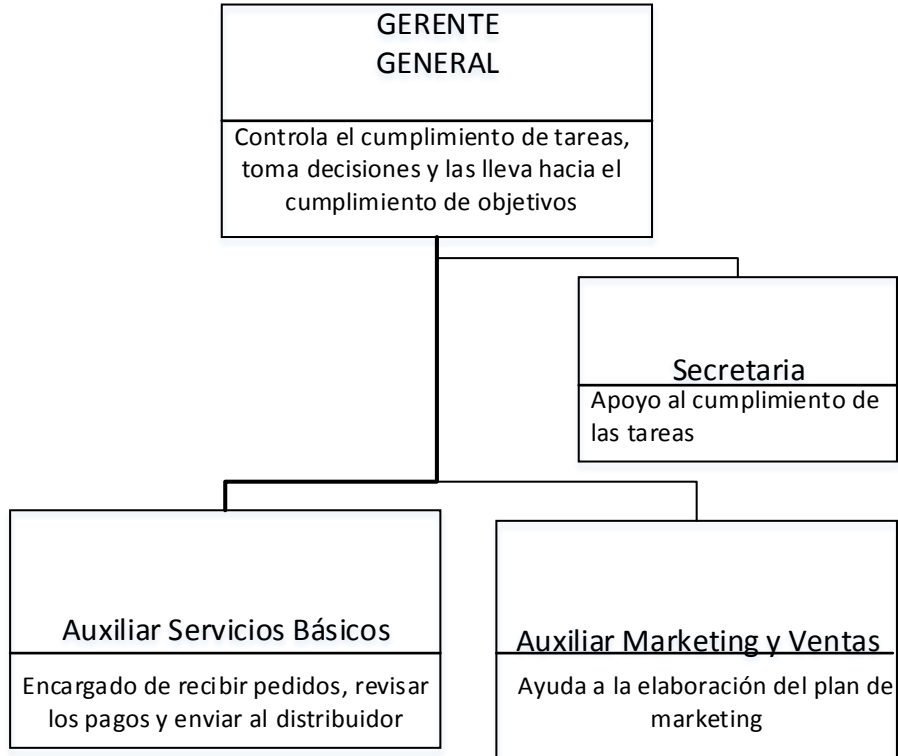 GERENTE
GENERAL
Controla el cumplimiento de tareas,
toma decisiones y las lleva hacia el
cumplimiento de objetivos
Secretaria
Apoyo al cumplimiento de
las tareas
Auxiliar Servicios Básicos
Encargado de recibir pedidos, revisar
los pagos y enviar al distribuidor
Auxiliar Marketing y Ventas
Ayuda a la elaboración del plan de
marketing